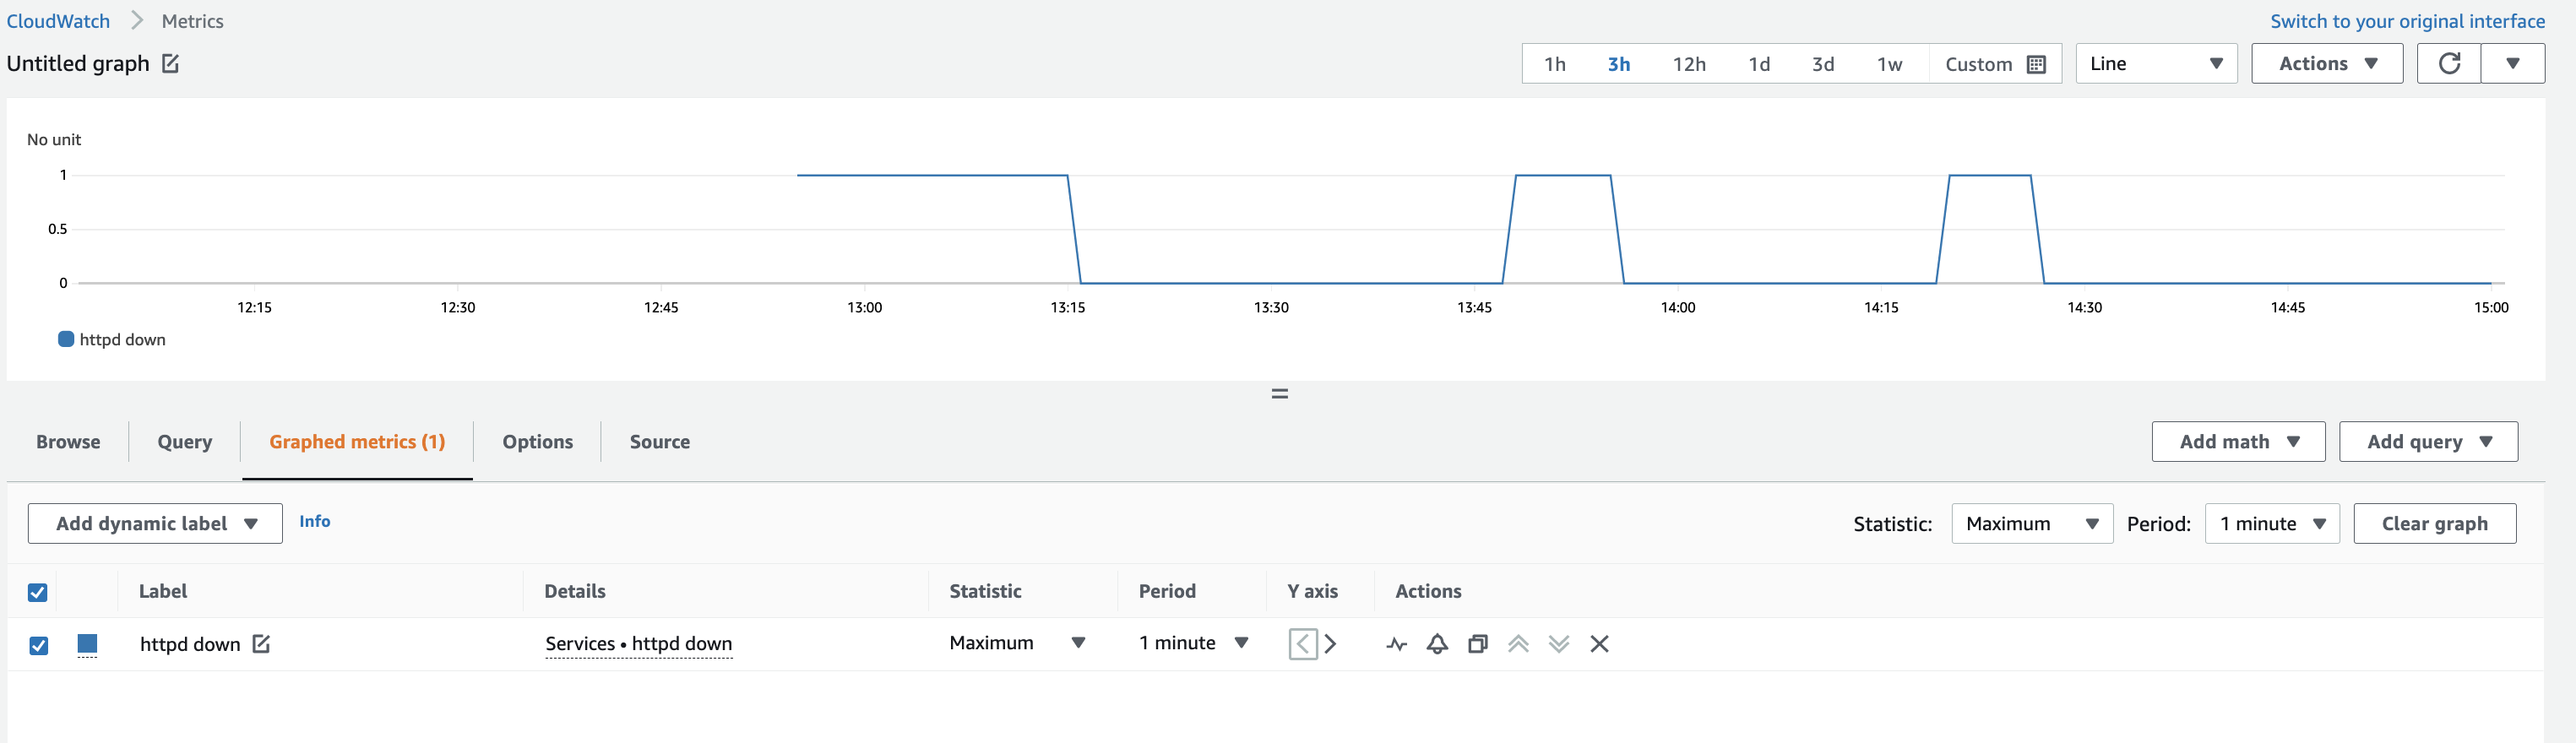 CloudWatch Metrics Switch to your original interface
Untitled graph 1h 3h 12h 1d 3d 1w Custom Line Actions
No unit
1
0.5
0
12:15 12:30 12:45 13:00 13:15 13:30 13:45 14:00 14:15 14:30 14:45 15:00
httpd down
Browse Query Graphed metrics (1) Options Source Add math Add query
Add dynamic label Info Statistic: Maximum Period: 1 minute Clear graph
Label Details Statistic Period Y axis Actions
httpd down Services • httpd down Maximum 1 minute